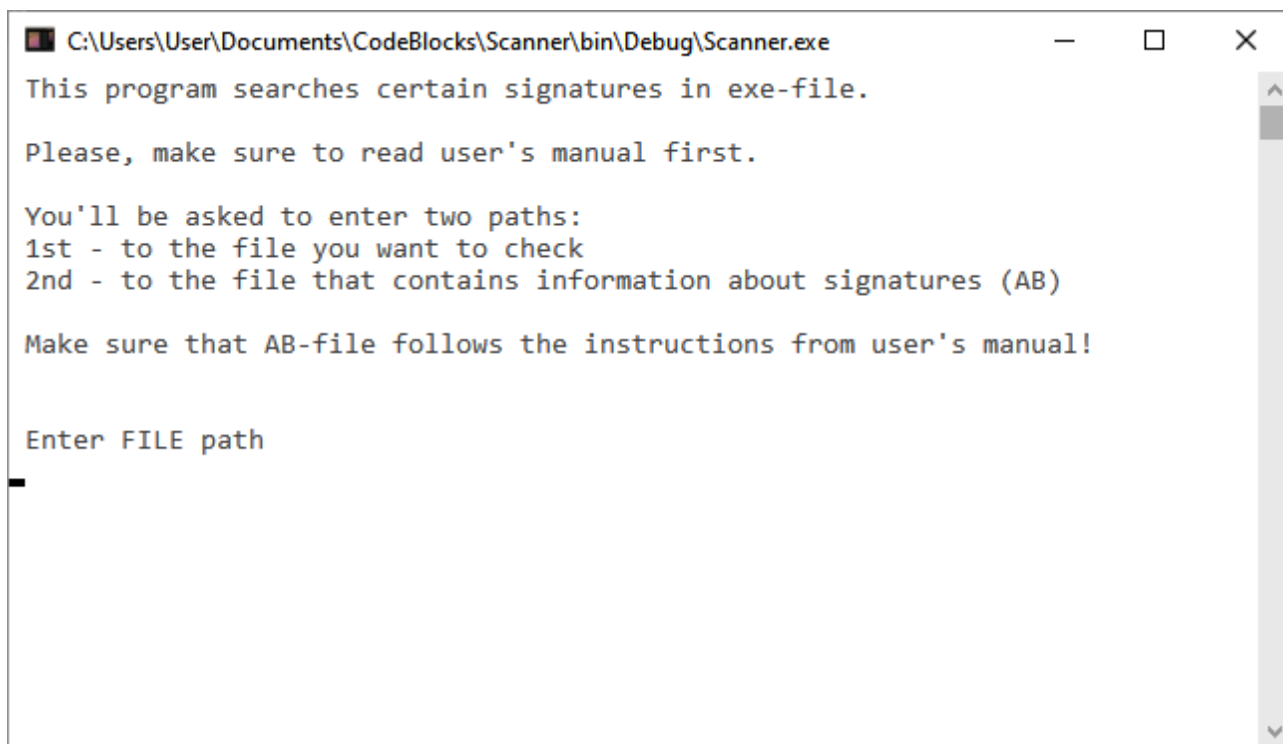 C:\Users\User\Documents\CodeBlocks\Scanner\bin\Debug\Scanner.exe
This program searches certain signatures in exe-file.
Please, make sure to read user's manual first.
You'll be asked to enter two paths:
1st - to the file you want to check
2nd - to the file that contains information about signatures (AB)
Make sure that AB-file follows the instructions from user's manual!
Enter FILE path